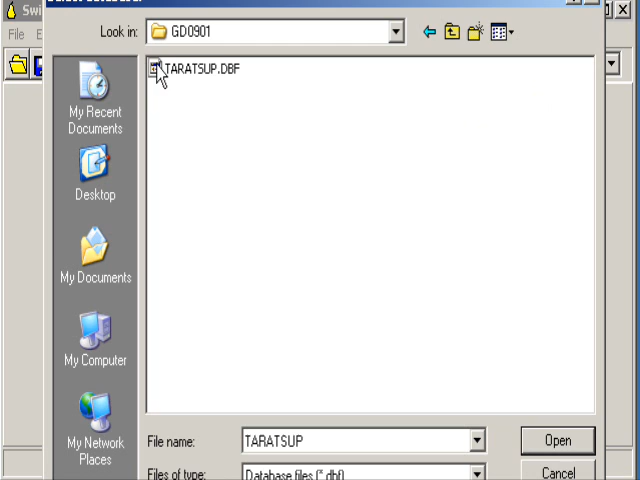 Swi
File E
Look in: GD0901
TARATSUP.DBF
My Recent
Documents
Desktop
My Documents
My Computer
My Network
Places
File name: TARATSUP
Open
Files of type: Database files (*.dbf)
Cancel